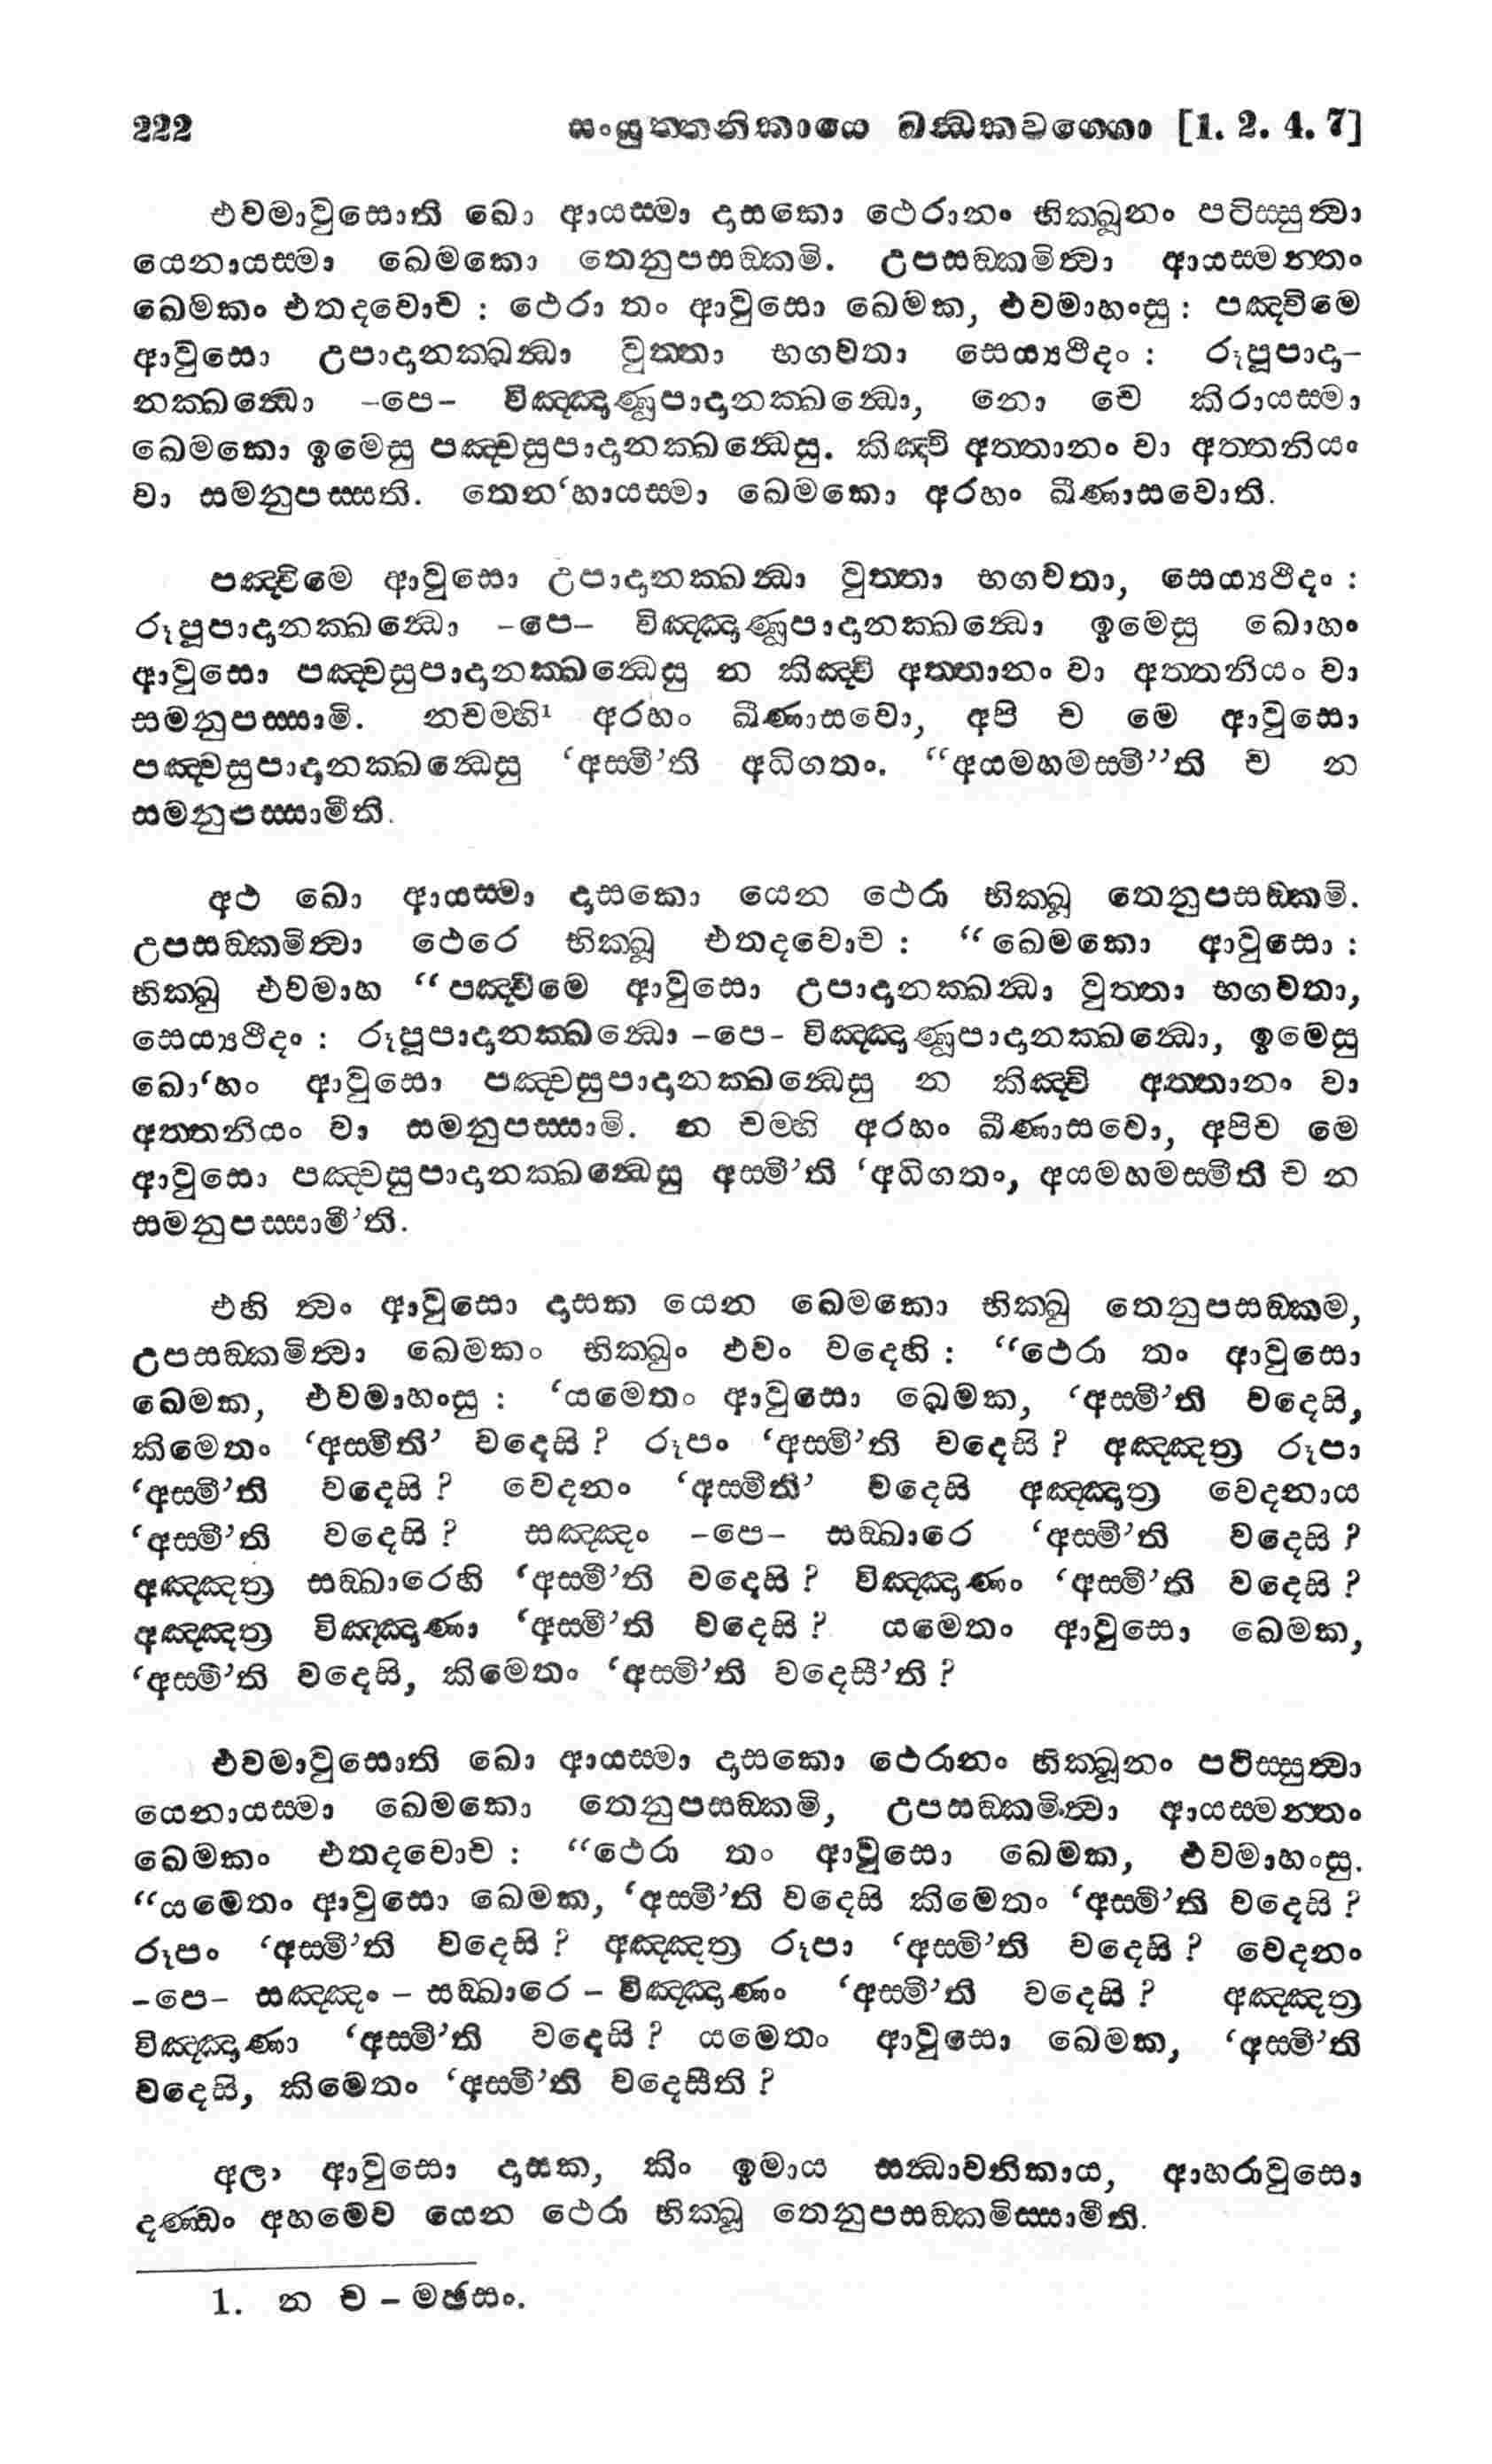 222 සංයුත්තනිකායෙ ඛන්ධකවග්ගො [1. 2. 4. 7]
එවමාවුසොති ඛො ආයස්මා දාසකො ථෙරානං භික්ඛූනං පටිස්සුත්වා
යෙනායස්මා ඛෙමකො තෙනුපසඞ්කමි. උපසඞ්කමිත්වා ආයස්මන්තං
ඛෙමකං එතදවොච : ථෙරා තං ආවුසො ඛෙමක, එවමාහංසු : පඤ්චිමෙ
ආවුසො උපාදානක්ඛන්ධා වුත්තා භගවතා සෙය්‍යථීදං : රූපූපාදා-
නක්ඛන්ධො -පෙ- විඤ්ඤාණූපාදානක්ඛන්ධො, නො චෙ කිරායස්මා
ඛෙමකො ඉමෙසු පඤ්චසුපාදානක්ඛන්ධෙසු. කිඤ්චි අත්තානං වා අත්තනියං
වා සමනුපස්සති. තෙන‘හායස්මා ඛෙමකො අරහං ඛීණාසවොති.
පඤ්චිමෙ ආවුසො උපාදානක්ඛන්ධා වුත්තා භගවතා, සෙය්‍යථීදං :
රූපූපාදානක්ඛන්ධො -පෙ- විඤ්ඤාණූපාදානක්ඛන්ධො ඉමෙසු ඛොහං
ආවුසො පඤ්චසුපාදානක්ඛන්ධෙසු න කිඤ්චි අත්තානං වා අත්තනියං වා
සමනුපස්සාමි. නචම්හි¹ අරහං ඛීණාසවො, අපි ච මෙ ආවුසො
පඤ්චසුපාදානක්ඛන්ධෙසු ‘අස්මී’ති අධිගතං. “අයමහමස්මී”ති ච න
සමනුපස්සාමීති.
අථ ඛො ආයස්මා දාසකො යෙන ථෙරා භික්ඛූ තෙනුපසඞ්කමි.
උපසඞ්කමිත්වා ථෙරෙ භික්ඛූ එතදවොච : “ඛෙමකො ආවුසො :
භික්ඛු එවමාහ “පඤ්චිමෙ ආවුසො උපාදානක්ඛන්ධා වුත්තා භගවතා,
සෙය්‍යථීදං : රූපූපාදානක්ඛන්ධො -පෙ- විඤ්ඤාණූපාදානක්ඛන්ධො, ඉමෙසු
ඛො‘හං ආවුසො පඤ්චසුපාදානක්ඛන්ධෙසු න කිඤ්චි අත්තානං වා
අත්තනියං වා සමනුපස්සාමි. න චම්හි අරහං ඛීණාසවො, අපිච මෙ
ආවුසො පඤ්චසුපාදානක්ඛන්ධෙසු අස්මී’ති ‘අධිගතං, අයමහමස්මීති ච න
සමනුපස්සාමී’ති.
එහි ත්වං ආවුසො දාසක යෙන ඛෙමකො භික්ඛු තෙනුපසඞ්කම,
උපසඞ්කමිත්වා ඛෙමකං භික්ඛුං එවං වදෙහි : “ථෙරා තං ආවුසො
ඛෙමක, එවමාහංසු : ‘යමෙතං ආවුසො ඛෙමක, ‘අස්මී’ති වදෙසි,
කිමෙතං ‘අස්මීති’ වදෙසි ? රූපං ‘අස්මී’ති වදෙසි ? අඤ්ඤත්‍ර රූපා
‘අස්මී’ති වදෙසි ? වෙදනං ‘අස්මීති’ වදෙසි අඤ්ඤාත්‍ර වෙදනාය
‘අස්මී’ති වදෙසි ? සඤ්ඤං -පෙ- සඞ්ඛාරෙ ‘අස්මී’ති වදෙසි ?
අඤ්ඤත්‍ර සඞ්ඛාරෙහි ‘අස්මී’ති වදෙසි ? විඤ්ඤාණං ‘අස්මී’ති වදෙසි ?
අඤ්ඤත්‍ර විඤ්ඤාණා ‘අස්මී’ති වදෙසි ? යමෙතං ආවුසො ඛෙමක,
‘අස්මී’ති වදෙසි, කිමෙතං ‘අස්මී’ති වදෙසී’ති ?
එවමාවුසොති ඛො ආයස්මා දාසකො ථෙරානං භික්ඛූනං පටිස්සුත්වා
යෙනායස්මා ඛෙමකො තෙනුපසඞ්කමි, උපසඞ්කමිත්වා ආයස්මන්තං
ඛෙමකං එතදවොච : “ථෙරා තං ආවුසො ඛෙමක, එවමාහංසු.
“යමෙතං ආවුසො ඛෙමක, ‘අස්මී’ති වදෙසි කිමෙතං ‘අස්මී’ති වදෙසි ?
රූපං ‘අස්මී’ති වදෙසි ? අඤ්ඤත්‍ර රූපා ‘අස්මී’ති වදෙසි ? වෙදනං
-පෙ- සඤ්ඤං - සඞ්ඛාරෙ - විඤ්ඤාණං ‘අස්මී’ති වදෙසි ? අඤ්ඤත්‍ර
විඤ්ඤාණා ‘අස්මී’ති වදෙසි ? යමෙතං ආවුසො ඛෙමක, ‘අස්මී’ති
වදෙසි, කිමෙතං ‘අස්මී’ති වදෙසීති ?
අලං ආවුසො දාසක, කිං ඉමාය සන්ධාවනිකාය, ආහරාවුසො
දණ්ඩං අහමෙව යෙන ථෙරා භික්ඛූ තෙනුපසඞ්කමිස්සාමීති.
1. න ච - මඡසං.